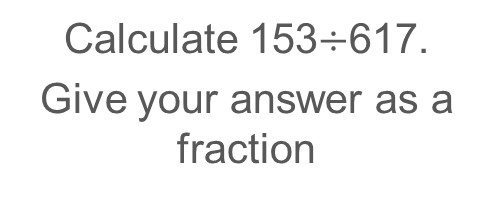 Calculate 153÷617.
Give your answer as a
fraction